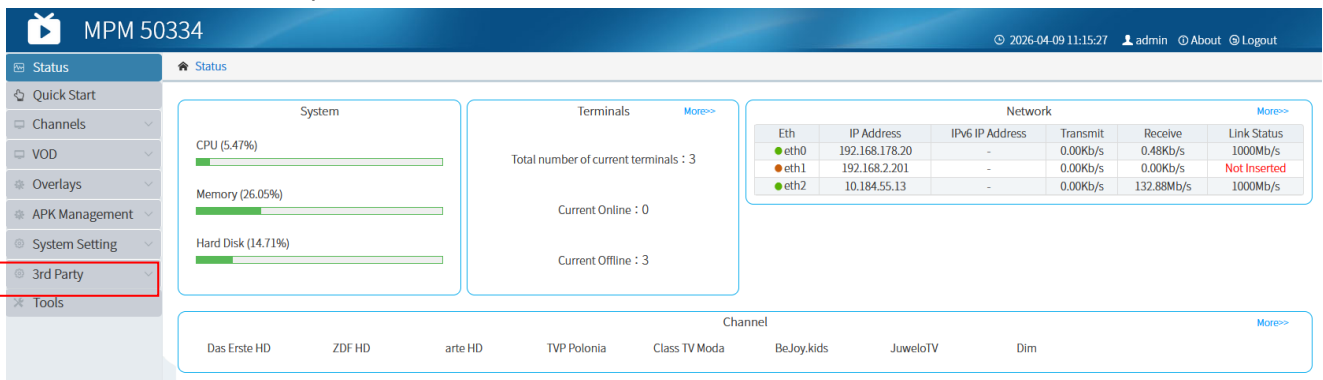 MPM 50334
2026-04-09 11:15:27 admin About Logout
Status
Status
Quick Start
Channels
VOD
Overlays
APK Management
System Setting
3rd Party
Tools
System
CPU (5.47%)
Memory (26.05%)
Hard Disk (14.71%)
Terminals More>>
Total number of current terminals：3
Current Online：0
Current Offline：3
Network More>>
Eth IP Address IPv6 IP Address Transmit Receive Link Status
eth0 192.168.178.20 - 0.00Kb/s 0.48Kb/s 1000Mb/s
eth1 192.168.2.201 - 0.00Kb/s 0.00Kb/s Not Inserted
eth2 10.184.55.13 - 0.00Kb/s 132.88Mb/s 1000Mb/s
Channel More>>
Das Erste HD ZDF HD arte HD TVP Polonia Class TV Moda BeJoy.kids JuweloTV Dim